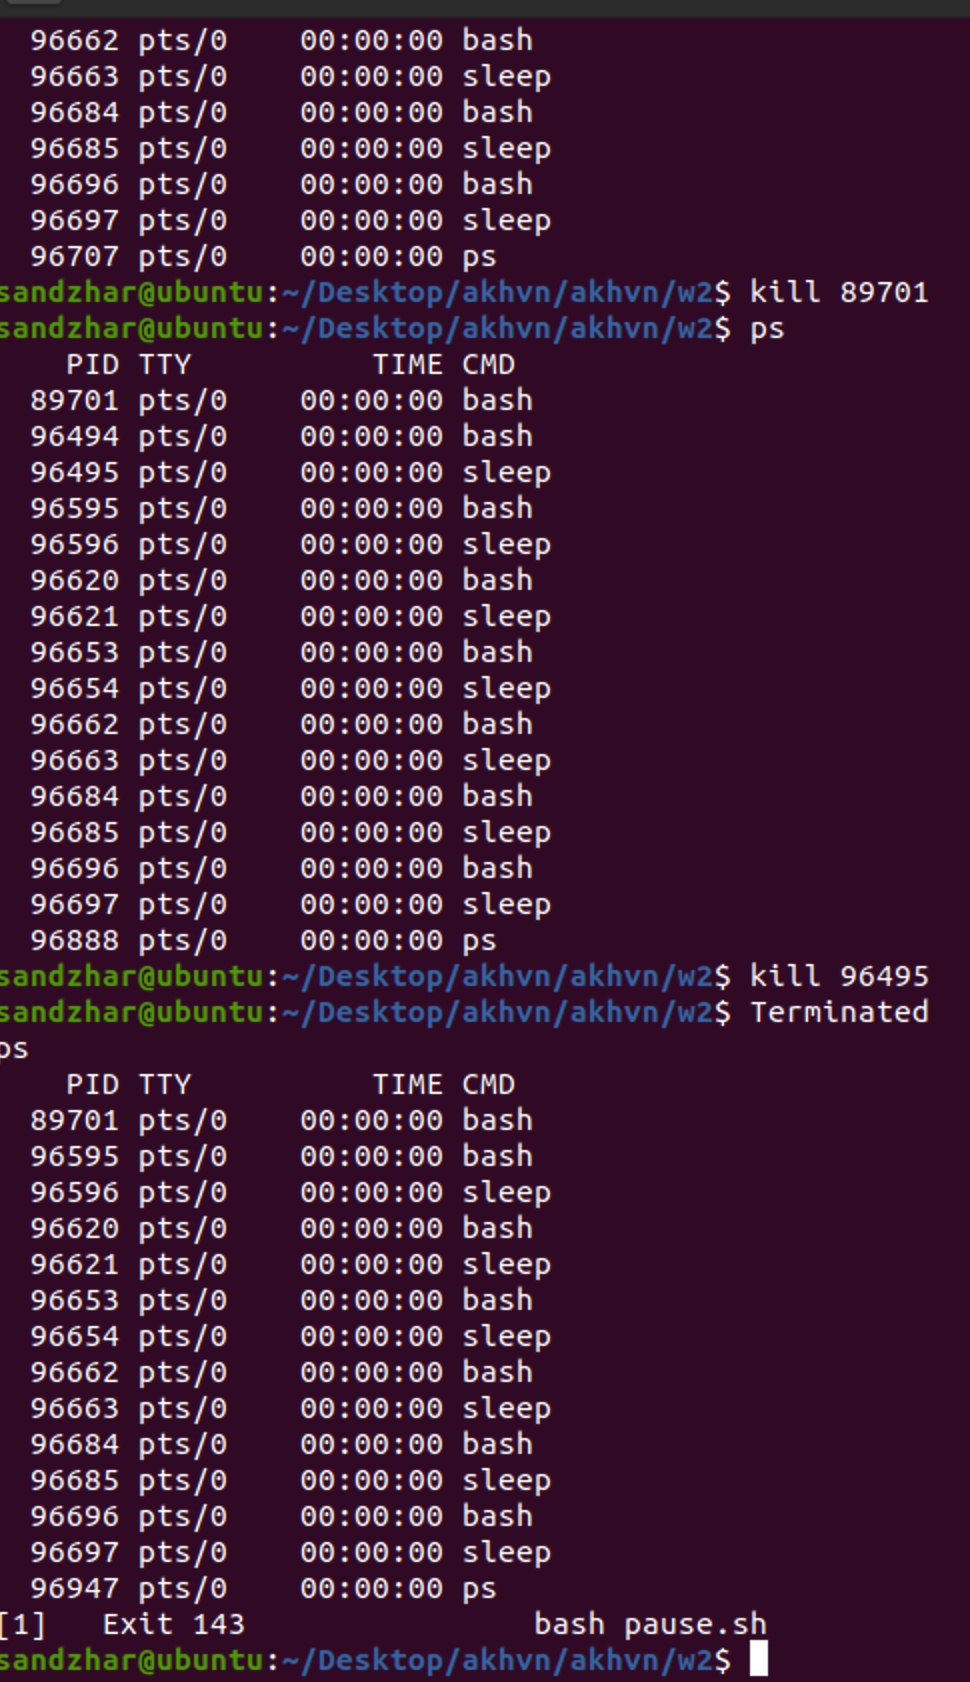 96662 pts/0    00:00:00 bash
96663 pts/0    00:00:00 sleep
96684 pts/0    00:00:00 bash
96685 pts/0    00:00:00 sleep
96696 pts/0    00:00:00 bash
96697 pts/0    00:00:00 sleep
96707 pts/0    00:00:00 ps
sandzhar@ubuntu:~/Desktop/akhvn/akhvn/w2$ kill 89701
sandzhar@ubuntu:~/Desktop/akhvn/akhvn/w2$ ps
PID TTY          TIME CMD
89701 pts/0    00:00:00 bash
96494 pts/0    00:00:00 bash
96495 pts/0    00:00:00 sleep
96595 pts/0    00:00:00 bash
96596 pts/0    00:00:00 sleep
96620 pts/0    00:00:00 bash
96621 pts/0    00:00:00 sleep
96653 pts/0    00:00:00 bash
96654 pts/0    00:00:00 sleep
96662 pts/0    00:00:00 bash
96663 pts/0    00:00:00 sleep
96684 pts/0    00:00:00 bash
96685 pts/0    00:00:00 sleep
96696 pts/0    00:00:00 bash
96697 pts/0    00:00:00 sleep
96888 pts/0    00:00:00 ps
sandzhar@ubuntu:~/Desktop/akhvn/akhvn/w2$ kill 96495
sandzhar@ubuntu:~/Desktop/akhvn/akhvn/w2$ Terminated
ps
PID TTY          TIME CMD
89701 pts/0    00:00:00 bash
96595 pts/0    00:00:00 bash
96596 pts/0    00:00:00 sleep
96620 pts/0    00:00:00 bash
96621 pts/0    00:00:00 sleep
96653 pts/0    00:00:00 bash
96654 pts/0    00:00:00 sleep
96662 pts/0    00:00:00 bash
96663 pts/0    00:00:00 sleep
96684 pts/0    00:00:00 bash
96685 pts/0    00:00:00 sleep
96696 pts/0    00:00:00 bash
96697 pts/0    00:00:00 sleep
96947 pts/0    00:00:00 ps
[1]   Exit 143                bash pause.sh
sandzhar@ubuntu:~/Desktop/akhvn/akhvn/w2$